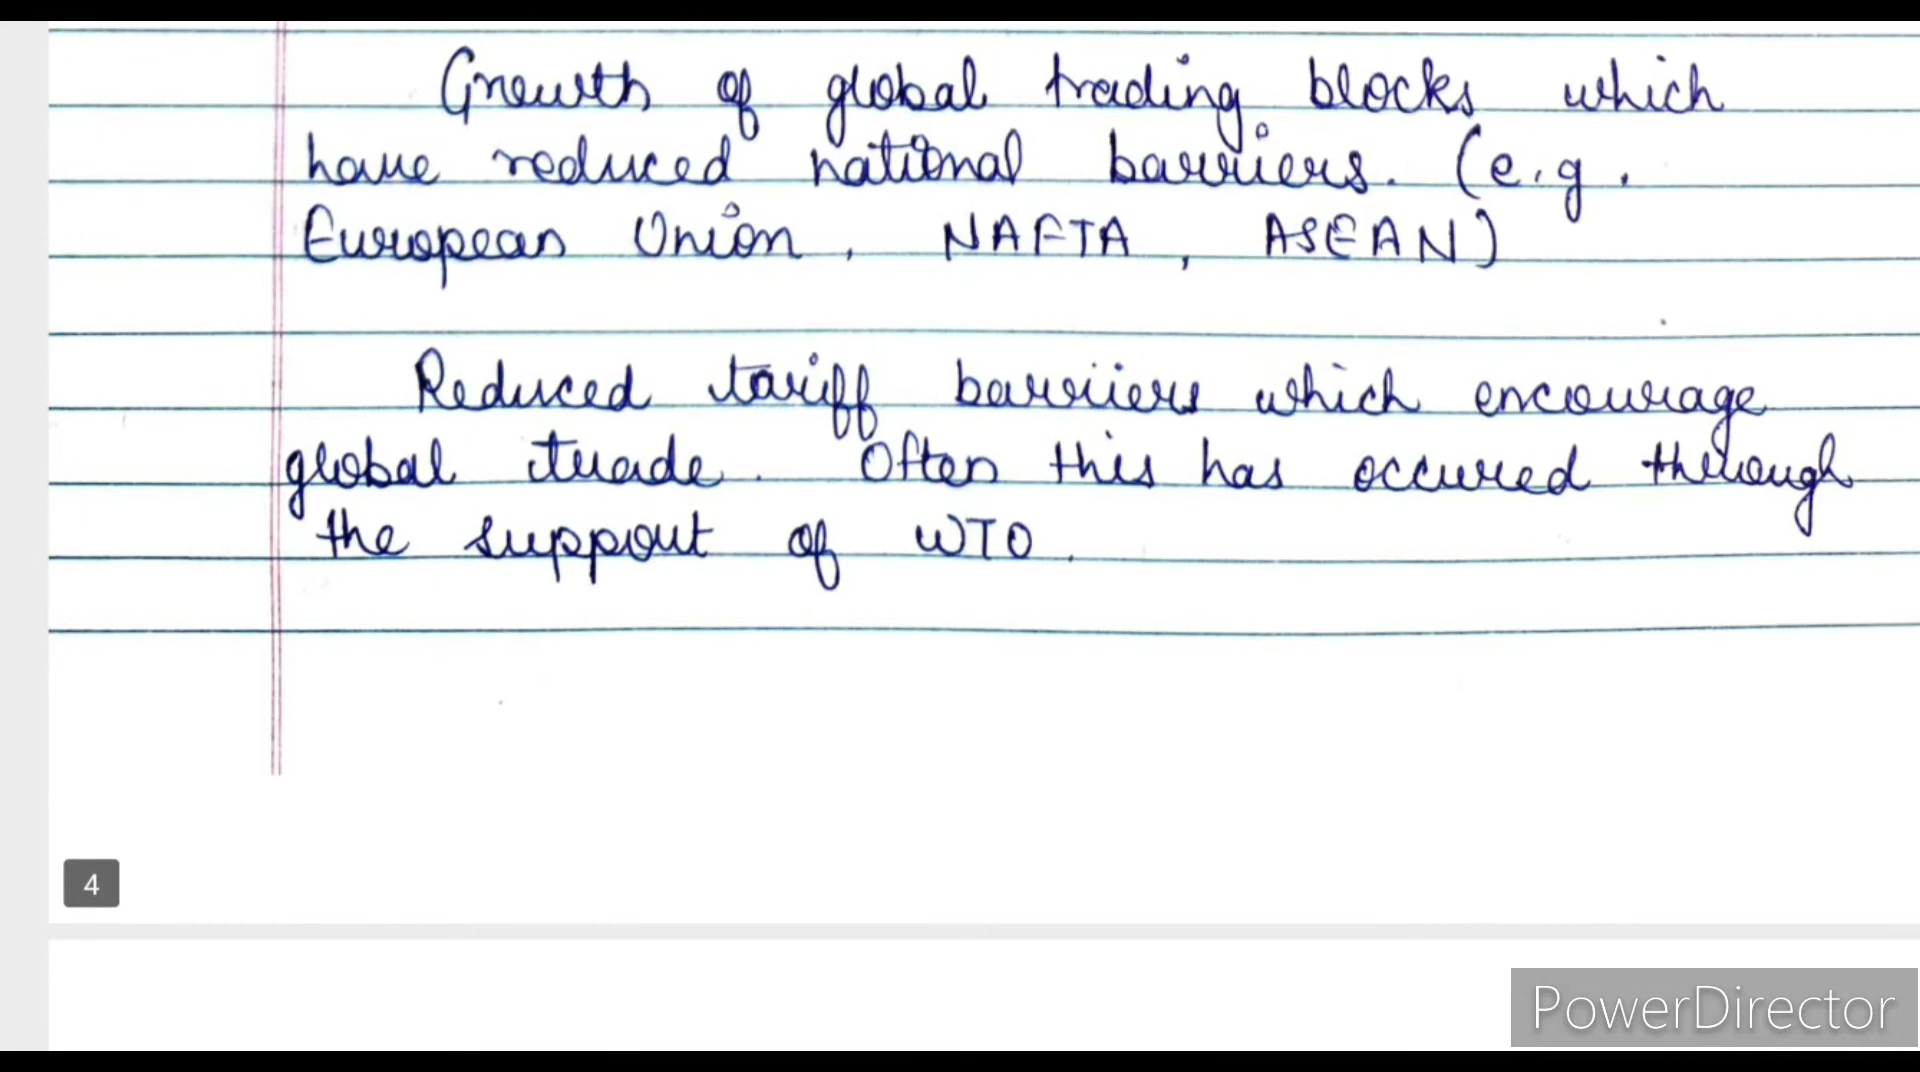 Growth of global trading blocks which
have reduced national barriers. (e.g.
European Union, NAFTA, ASEAN)
Reduced tariff barriers which encourage
global trade. Often this has occured through
the support of WTO.
4
PowerDirector